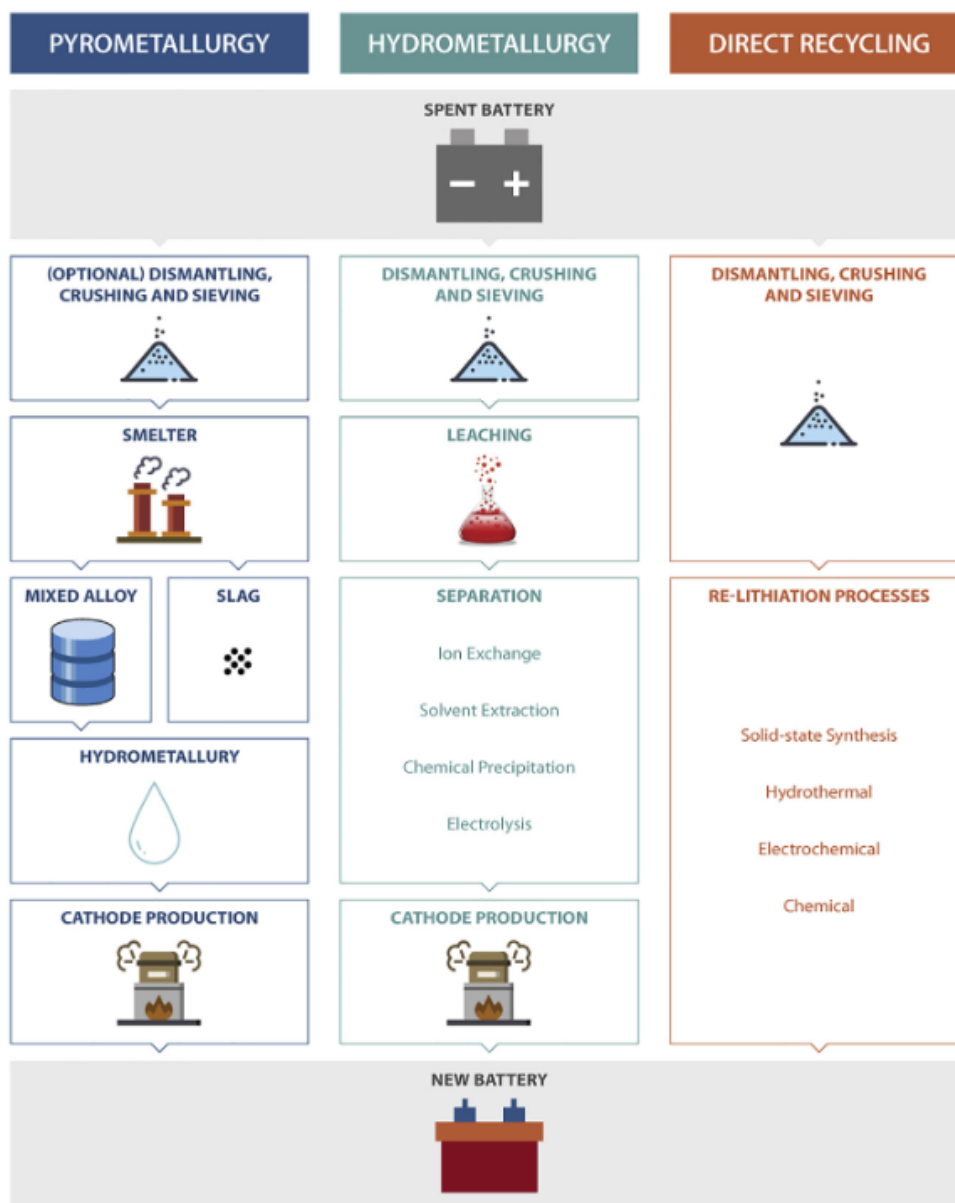 PYROMETALLURGY
HYDROMETALLURGY
DIRECT RECYCLING
SPENT BATTERY
(OPTIONAL) DISMANTLING,
CRUSHING AND SIEVING
DISMANTLING, CRUSHING
AND SIEVING
DISMANTLING, CRUSHING
AND SIEVING
SMELTER
LEACHING
MIXED ALLOY
SLAG
SEPARATION
Ion Exchange
Solvent Extraction
Chemical Precipitation
Electrolysis
RE-LITHIATION PROCESSES
Solid-state Synthesis
Hydrothermal
Electrochemical
Chemical
HYDROMETALLURY
CATHODE PRODUCTION
CATHODE PRODUCTION
NEW BATTERY